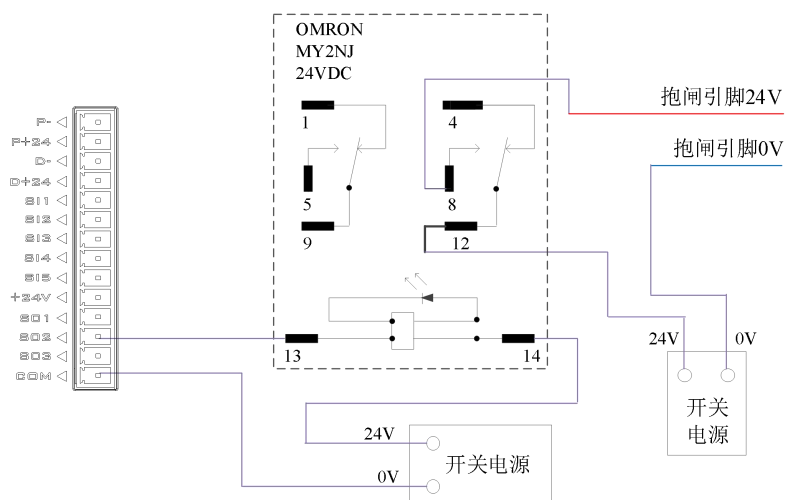 OMRON
MY2NJ
24VDC
抱闸引脚24V
抱闸引脚0V
1
4
5
8
9
12
13
14
P-
P+24
D-
D+24
SI1
SI2
SI3
SI4
SI5
+24V
SO1
SO2
SO3
COM
24V
0V
开关
电源
24V
0V
开关电源